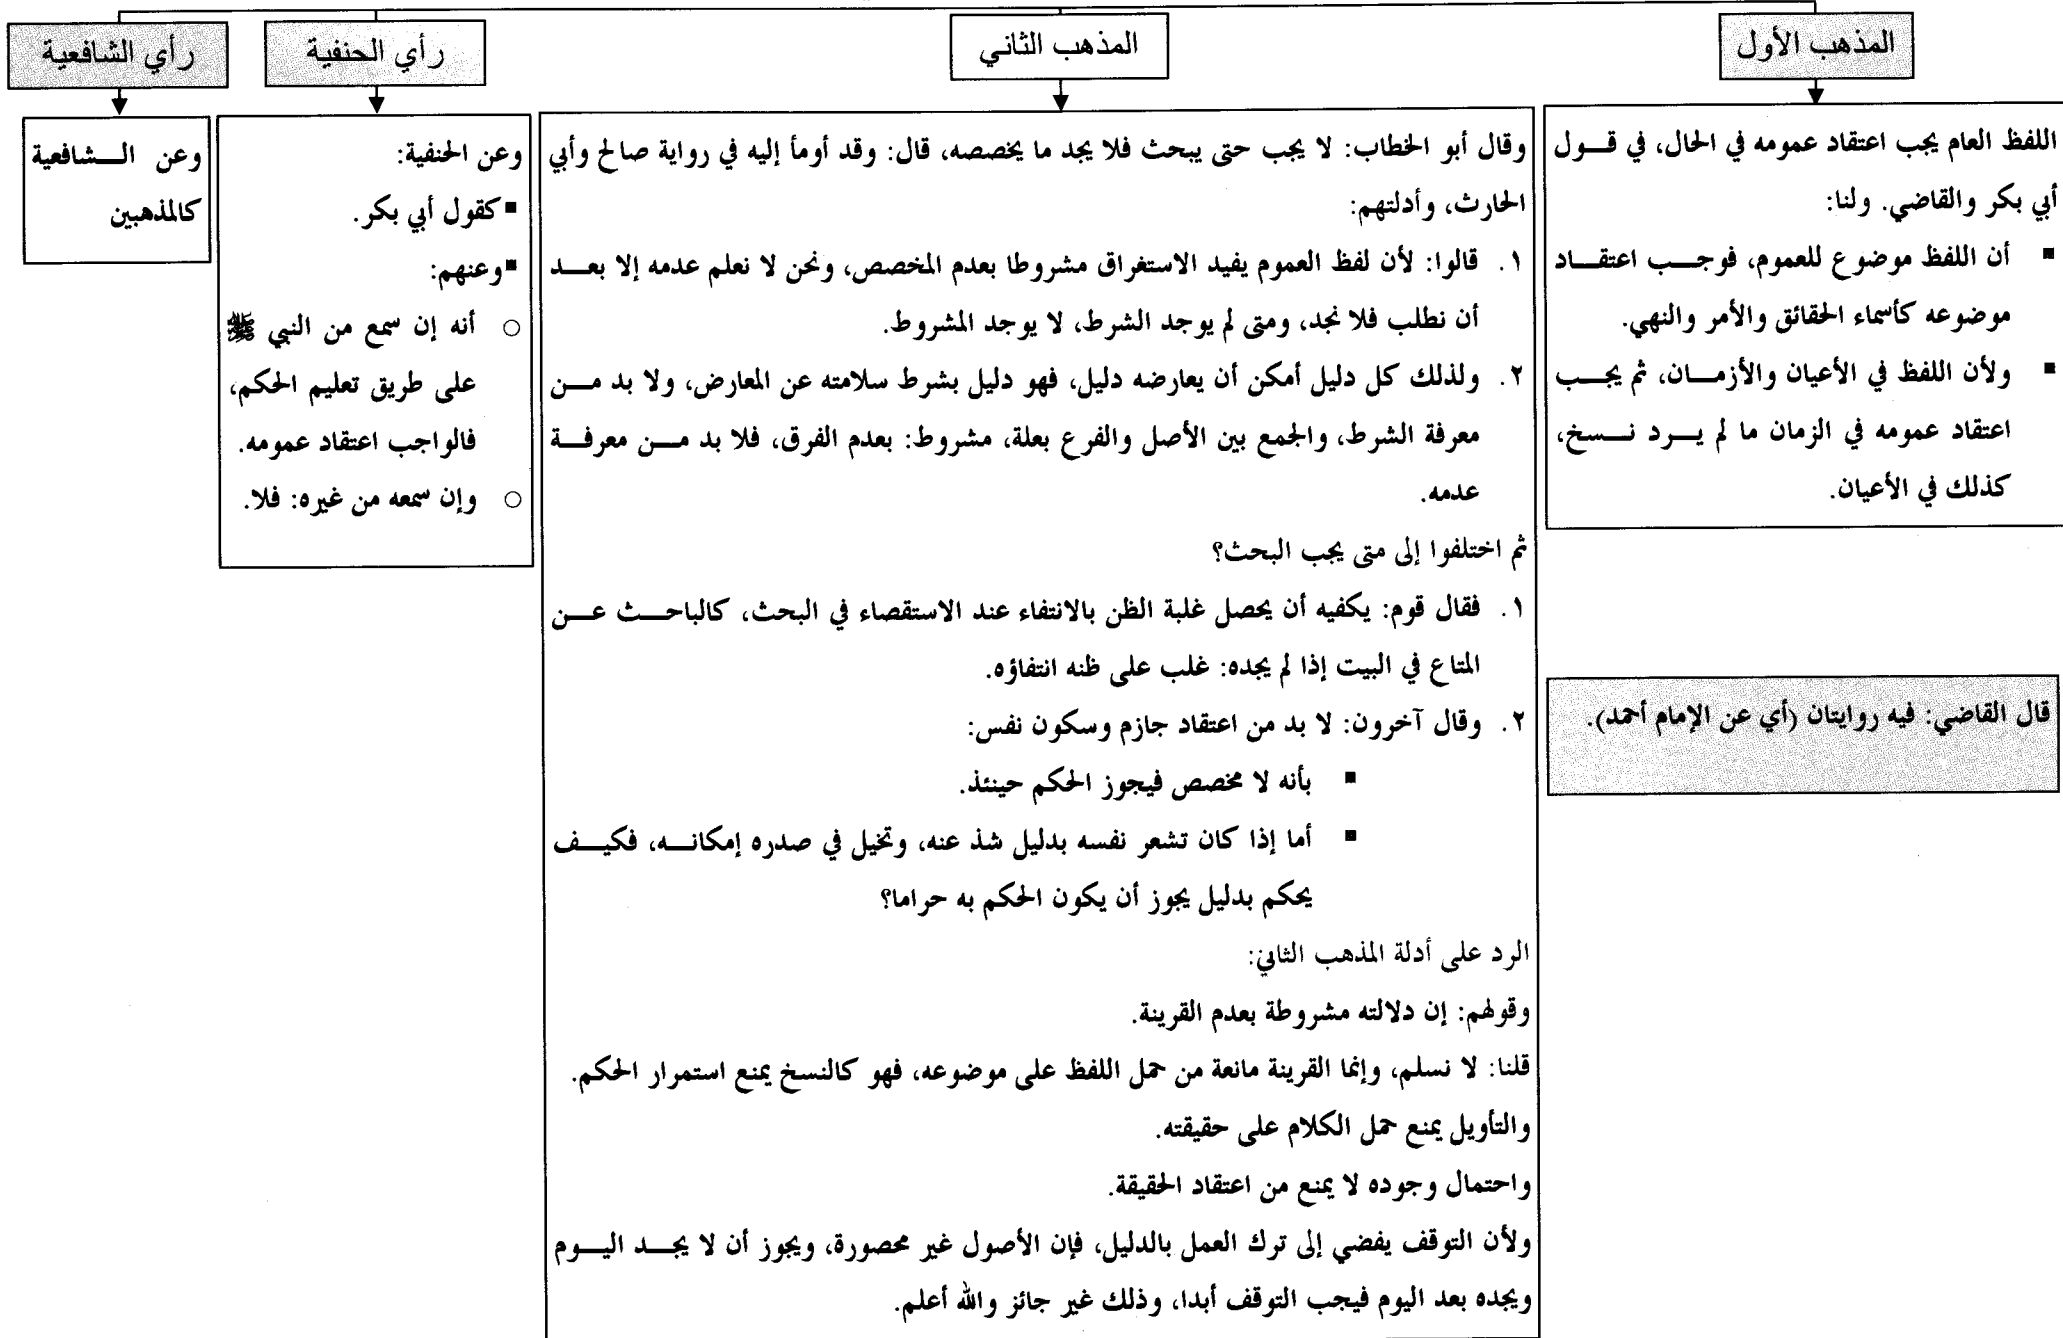 المذهب الأول
اللفظ العام يجب اعتقاد عمومه في الحال، في قول
أبي بكر والقاضي. ولنا:
▪ أن اللفظ موضوع للعموم، فوجب اعتقاد
موضوعه كأسماء الحقائق والأمر والنهي.
▪ ولأن اللفظ في الأعيان والأزمان، ثم يجب
اعتقاد عمومه في الزمان ما لم يرد نسخ،
كذلك في الأعيان.
قال القاضي: فيه روايتان (أي عن الإمام أحمد).
المذهب الثاني
وقال أبو الخطاب: لا يجب حتى يبحث فلا يجد ما يخصصه، قال: وقد أومأ إليه في رواية صالح وأبي
الحارث، وأدلتهم:
١. قالوا: لأن لفظ العموم يفيد الاستغراق مشروطا بعدم المخصص، ونحن لا نعلم عدمه إلا بعد
أن نطلب فلا نجد، ومتى لم يوجد الشرط، لا يوجد المشروط.
٢. ولذلك كل دليل أمكن أن يعارضه دليل، فهو دليل بشرط سلامته عن المعارض، ولا بد من
معرفة الشرط، والجمع بين الأصل والفرع بعلة، مشروط: بعدم الفرق، فلا بد من معرفة
عدمه.
ثم اختلفوا إلى متى يجب البحث؟
١. فقال قوم: يكفيه أن يحصل غلبة الظن بالانتفاء عند الاستقصاء في البحث، كالباحث عن
المتاع في البيت إذا لم يجده: غلب على ظنه انتفاؤه.
٢. وقال آخرون: لا بد من اعتقاد جازم وسكون نفس:
▪ بأنه لا مخصص فيجوز الحكم حينئذ.
▪ أما إذا كان تشعر نفسه بدليل شذ عنه، وتخيل في صدره إمكانه، فكيف
يحكم بدليل يجوز أن يكون الحكم به حراما؟
الرد على أدلة المذهب الثاني:
وقولهم: إن دلالته مشروطة بعدم القرينة.
قلنا: لا نسلم، وإنما القرينة مانعة من حمل اللفظ على موضوعه، فهو كالنسخ يمنع استمرار الحكم.
والتأويل يمنع حمل الكلام على حقيقته.
واحتمال وجوده لا يمنع من اعتقاد الحقيقة.
ولأن التوقف يفضي إلى ترك العمل بالدليل، فإن الأصول غير محصورة، ويجوز أن لا يجد اليوم
ويجده بعد اليوم فيجب التوقف أبدا، وذلك غير جائز والله أعلم.
رأي الحنفية
وعن الحنفية:
▪ كقول أبي بكر.
▪ وعنهم:
○ أنه إن سمع من النبي ﷺ
على طريق تعليم الحكم،
فالواجب اعتقاد عمومه.
○ وإن سمعه من غيره: فلا.
رأي الشافعية
وعن الشافعية
كالمذهبين